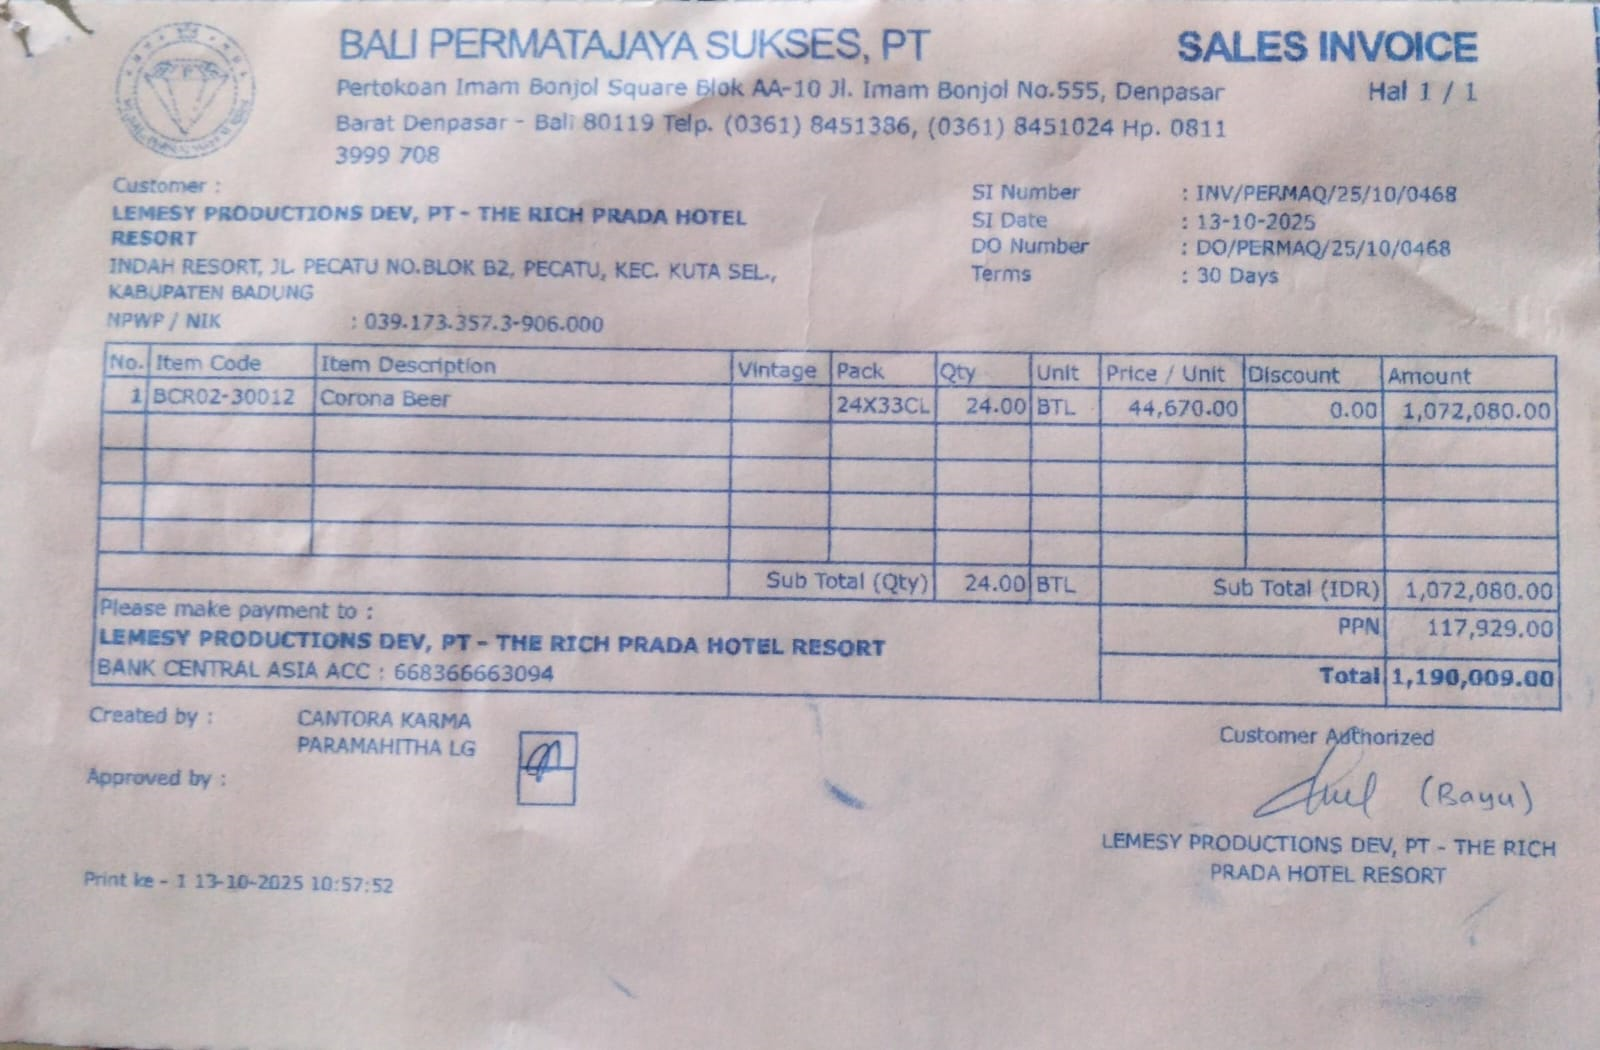 BALI PERMATAJAYA SUKSES, PT
SALES INVOICE
Pertokoan Imam Bonjol Square Blok AA-10 Jl. Imam Bonjol No.555, Denpasar
Hal 1 / 1
Barat Denpasar - Bali 80119 Telp. (0361) 8451386, (0361) 8451024 Hp. 0811
3999 708
Customer :
LEMESY PRODUCTIONS DEV, PT - THE RICH PRADA HOTEL
RESORT
INDAH RESORT, JL. PECATU NO.BLOK B2, PECATU, KEC. KUTA SEL.,
KABUPATEN BADUNG
NPWP / NIK : 039.173.357.3-906.000
SI Number : INV/PERMAQ/25/10/0468
SI Date : 13-10-2025
DO Number : DO/PERMAQ/25/10/0468
Terms : 30 Days
No. Item Code Item Description Vintage Pack Qty Unit Price / Unit Discount Amount
1 BCR02-30012 Corona Beer 24X33CL 24.00 BTL 44,670.00 0.00 1,072,080.00
Sub Total (Qty) 24.00 BTL Sub Total (IDR) 1,072,080.00
PPN 117,929.00
Total 1,190,009.00
Please make payment to :
LEMESY PRODUCTIONS DEV, PT - THE RICH PRADA HOTEL RESORT
BANK CENTRAL ASIA ACC : 668366663094
Created by : CANTORA KARMA
PARAMAHITHA LG
Approved by :
Customer Authorized
(Bayu)
LEMESY PRODUCTIONS DEV, PT - THE RICH
PRADA HOTEL RESORT
Print ke - 1 13-10-2025 10:57:52